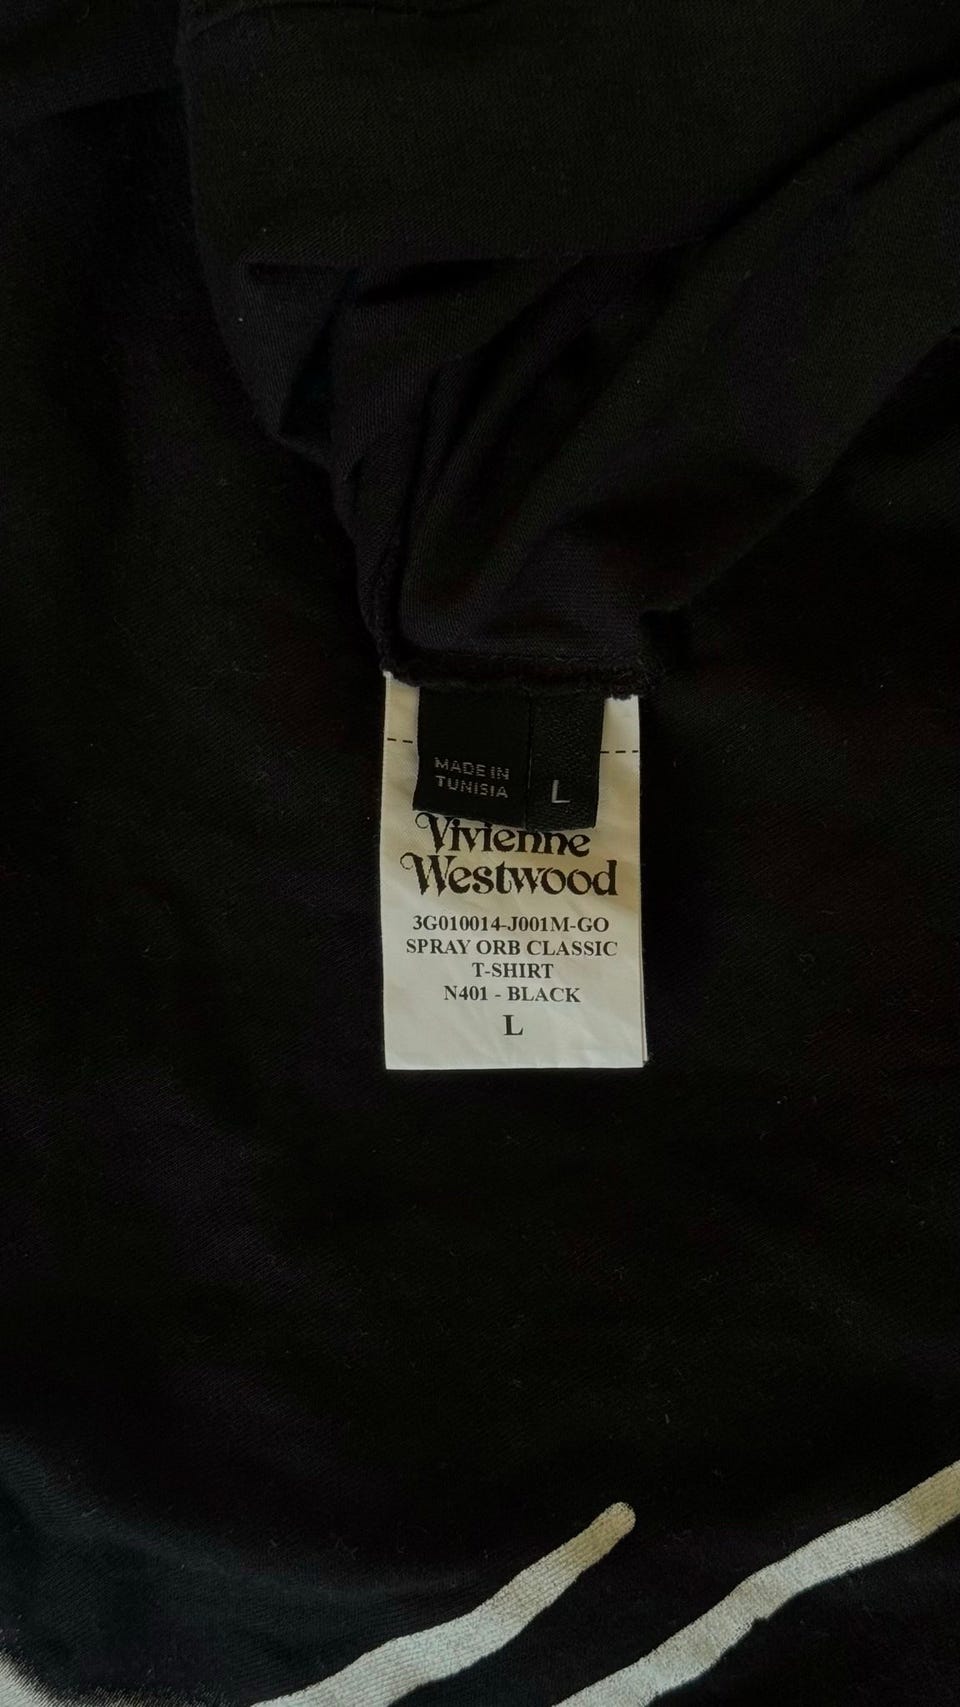 MADE IN
TUNISIA
L
Vivienne
Westwood
3G010014-J001M-GO
SPRAY ORB CLASSIC
T-SHIRT
N401 - BLACK
L